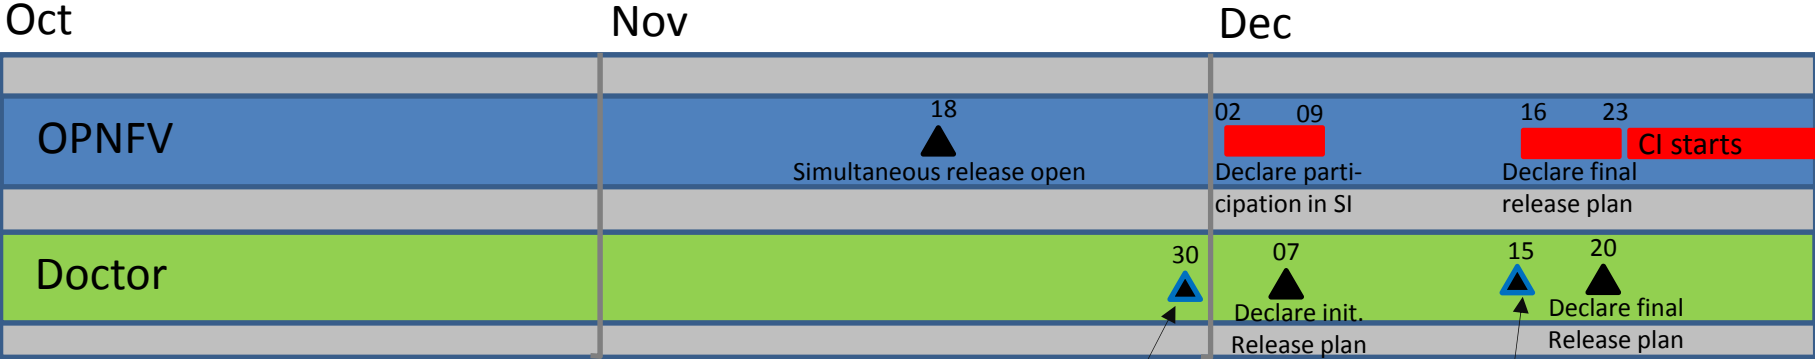 Oct
Nov
Dec
OPNFV
18
Simultaneous release open
02
09
Declare parti-
cipation in SI
16
23
CI starts
Declare final
release plan
Doctor
30
07
Declare init.
Release plan
15
20
Declare final
Release plan